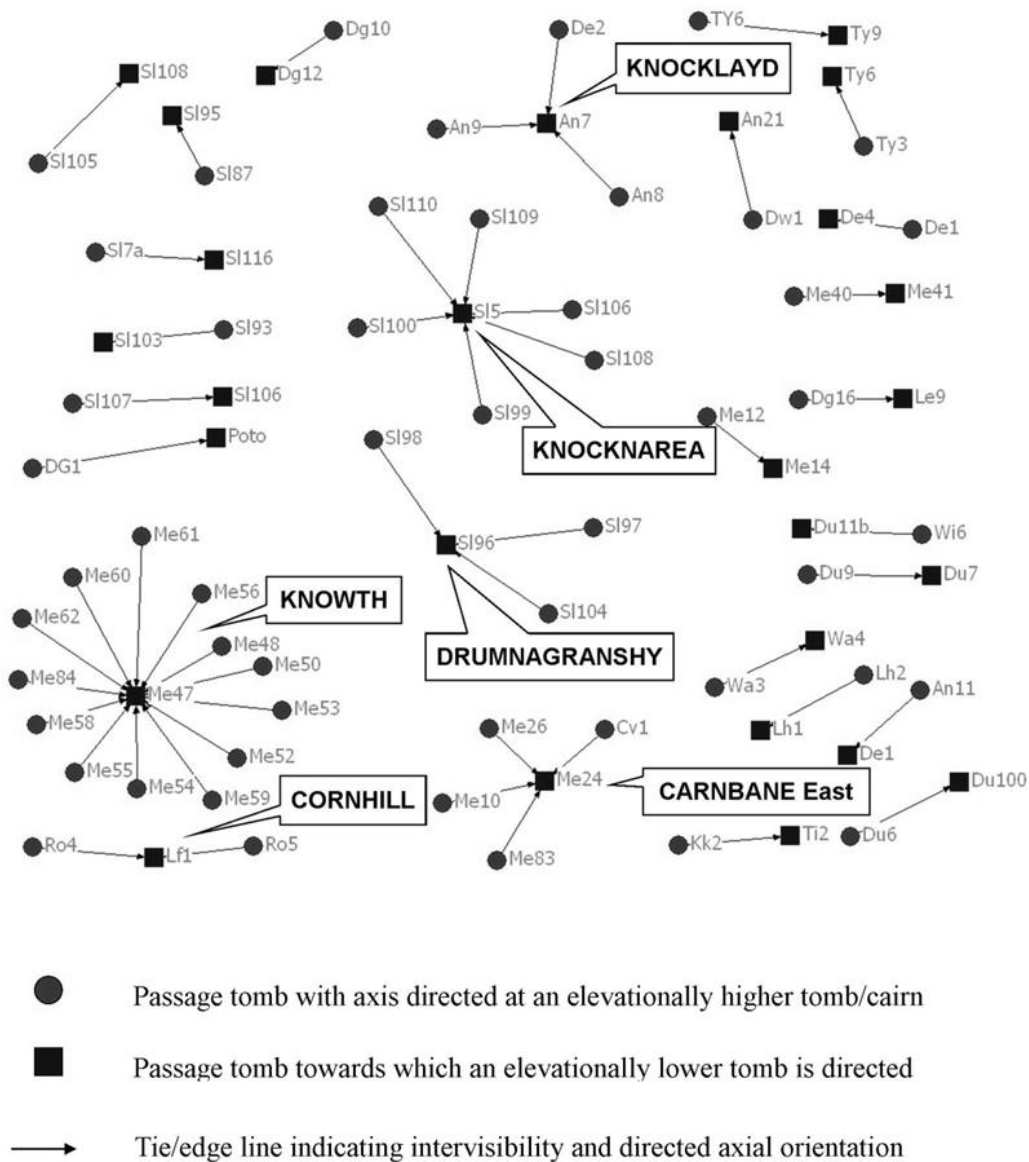 Dg10
De2
TY6
Ty9
KNOCKLAYD
Sl108
Dg12
Ty6
Sl95
An9
An7
An21
Sl105
Sl87
Ty3
An8
Sl110
Sl109
Dw1
De4
De1
Sl7a
Sl116
Me40
Me41
Sl5
Sl106
Sl100
Sl93
Sl103
Sl108
Sl107
Sl106
Dg16
Le9
Sl99
Me12
Poto
Sl98
KNOCKNAREA
DG1
Me14
Me61
Sl97
Du11b
Wi6
Sl96
Me60
Du9
Du7
Me56
KNOWTH
Me62
Sl104
Wa4
Me48
DRUMNAGRANSHY
Me50
Me84
Lh2
Wa3
An11
Me47
Me53
Me58
Me26
Cv1
Lh1
Me52
De1
Me55
Me24
CARNBANE East
Du100
Me54
Me59
CORNHILL
Me10
Ro4
Lf1
Ro5
Kk2
Ti2
Du6
Me83
Passage tomb with axis directed at an elevationally higher tomb/cairn
Passage tomb towards which an elevationally lower tomb is directed
Tie/edge line indicating intervisibility and directed axial orientation